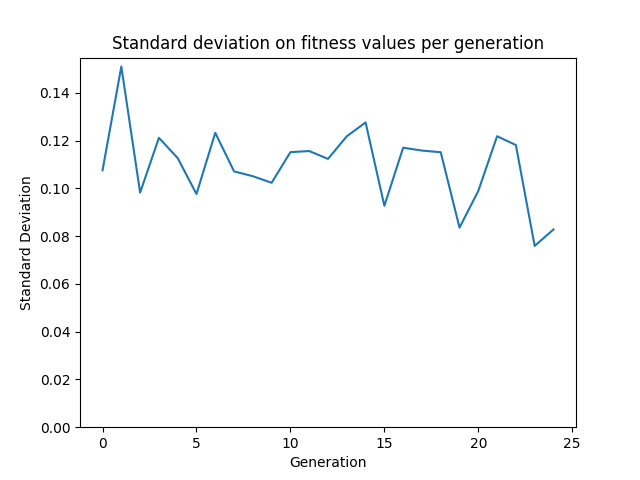 Standard deviation on fitness values per generation
Standard Deviation
0.14
0.12
0.10
0.08
0.06
0.04
0.02
0.00
0 5 10 15 20 25
Generation